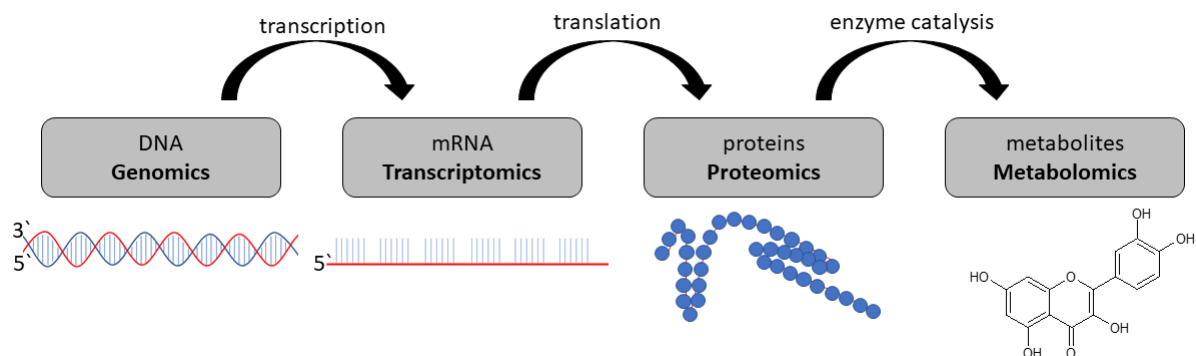 transcription
translation
enzyme catalysis
DNA
Genomics
mRNA
Transcriptomics
proteins
Proteomics
metabolites
Metabolomics
3`
5`
5`
OH
OH
HO
O
OH
O
OH